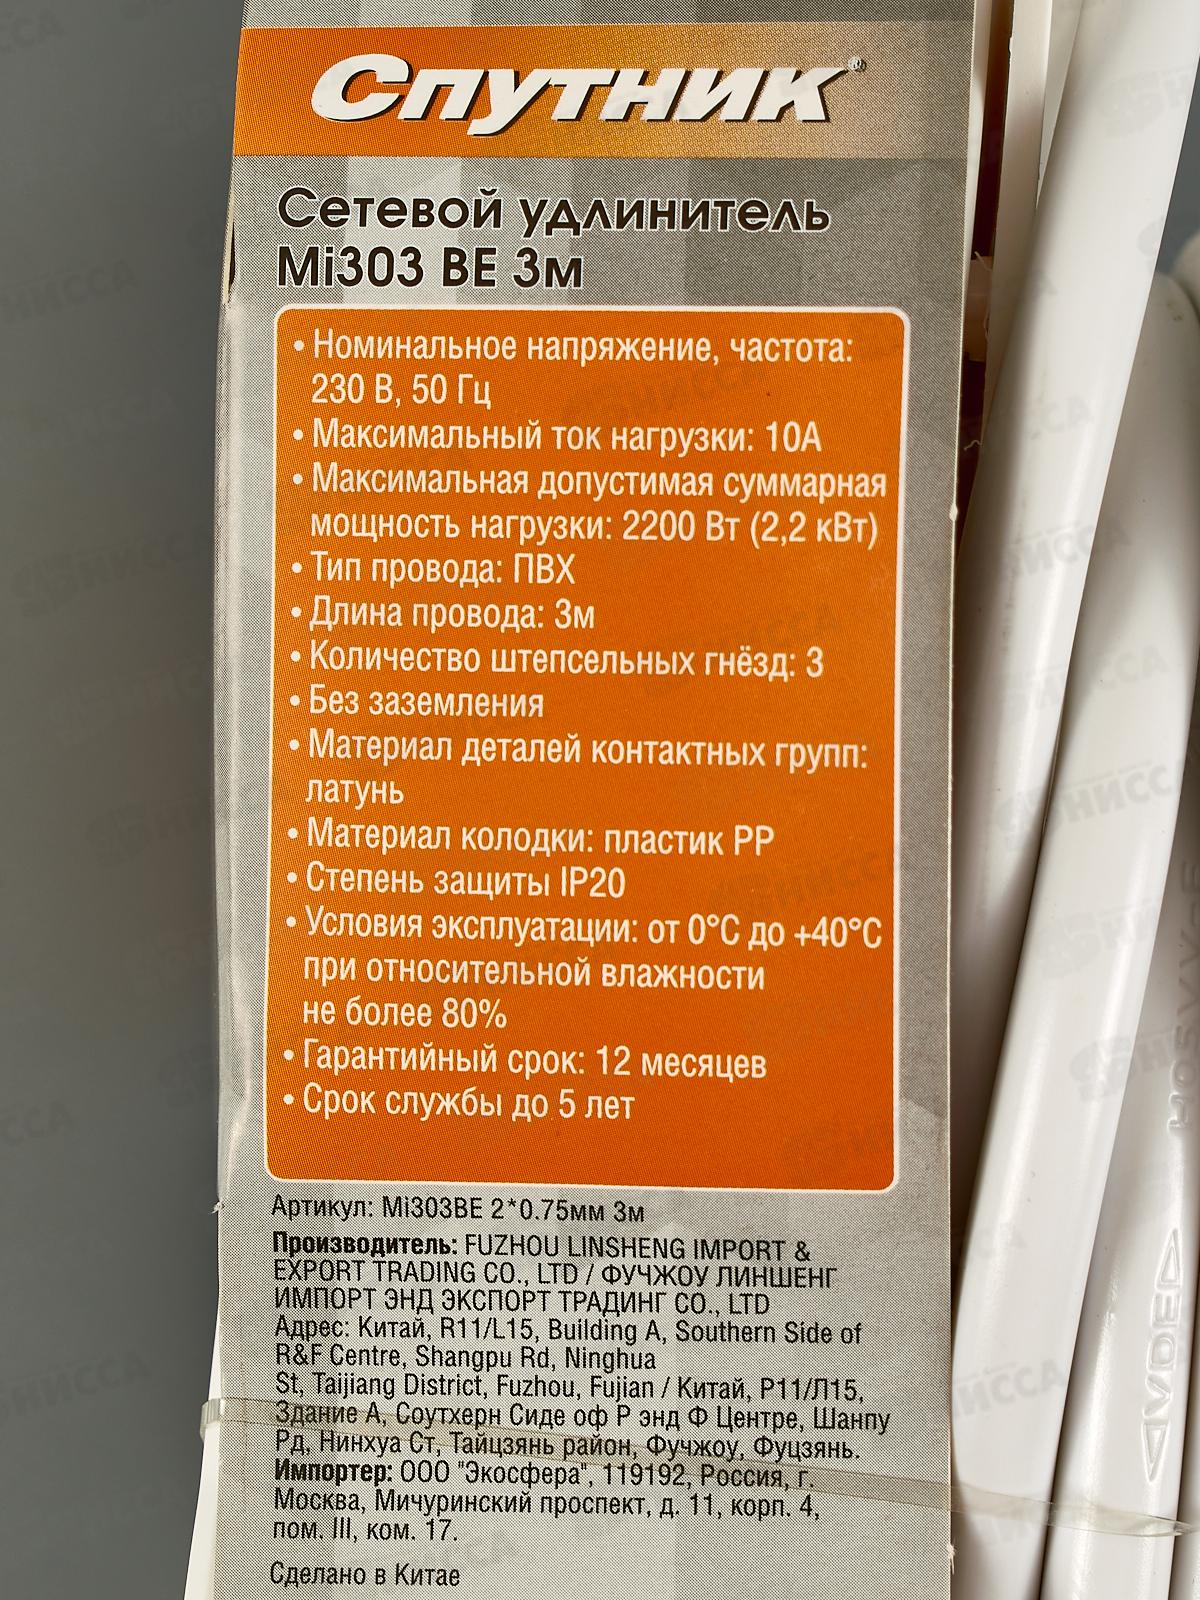 Спутник®
Сетевой удлинитель
Mi303 BE 3м
• Номинальное напряжение, частота:
230 В, 50 Гц
• Максимальный ток нагрузки: 10А
• Максимальная допустимая суммарная
мощность нагрузки: 2200 Вт (2,2 кВт)
• Тип провода: ПВХ
• Длина провода: 3м
• Количество штепсельных гнёзд: 3
• Без заземления
• Материал деталей контактных групп:
латунь
• Материал колодки: пластик PP
• Степень защиты IP20
• Условия эксплуатации: от 0°C до +40°C
при относительной влажности
не более 80%
• Гарантийный срок: 12 месяцев
• Срок службы до 5 лет
Артикул: Mi303BE 2*0.75мм 3м
Производитель: FUZHOU LINSHENG IMPORT &
EXPORT TRADING CO., LTD / ФУЧЖОУ ЛИНШЕНГ
ИМПОРТ ЭНД ЭКСПОРТ ТРАДИНГ CO., LTD
Адрес: Китай, R11/L15, Building A, Southern Side of
R&F Centre, Shangpu Rd, Ninghua
St, Taijiang District, Fuzhou, Fujian / Китай, Р11/Л15,
Здание А, Соутхерн Сиде оф Р энд Ф Центре, Шанпу
Рд, Нинхуа Ст, Тайцзянь район, Фучжоу, Фуцзянь.
Импортер: ООО "Экосфера", 119192, Россия, г.
Москва, Мичуринский проспект, д. 11, корп. 4,
пом. III, ком. 17.
Сделано в Китае